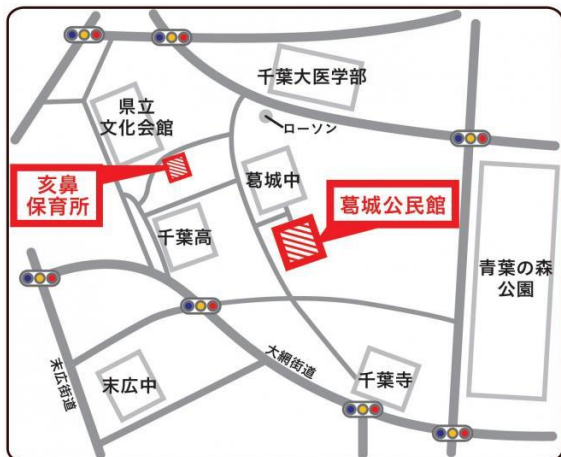 千葉大医学部
県立
文化会館
ローソン
亥鼻
保育所
葛城中
葛城公民館
千葉高
青葉の森
公園
末広街道
大網街道
末広中
千葉寺